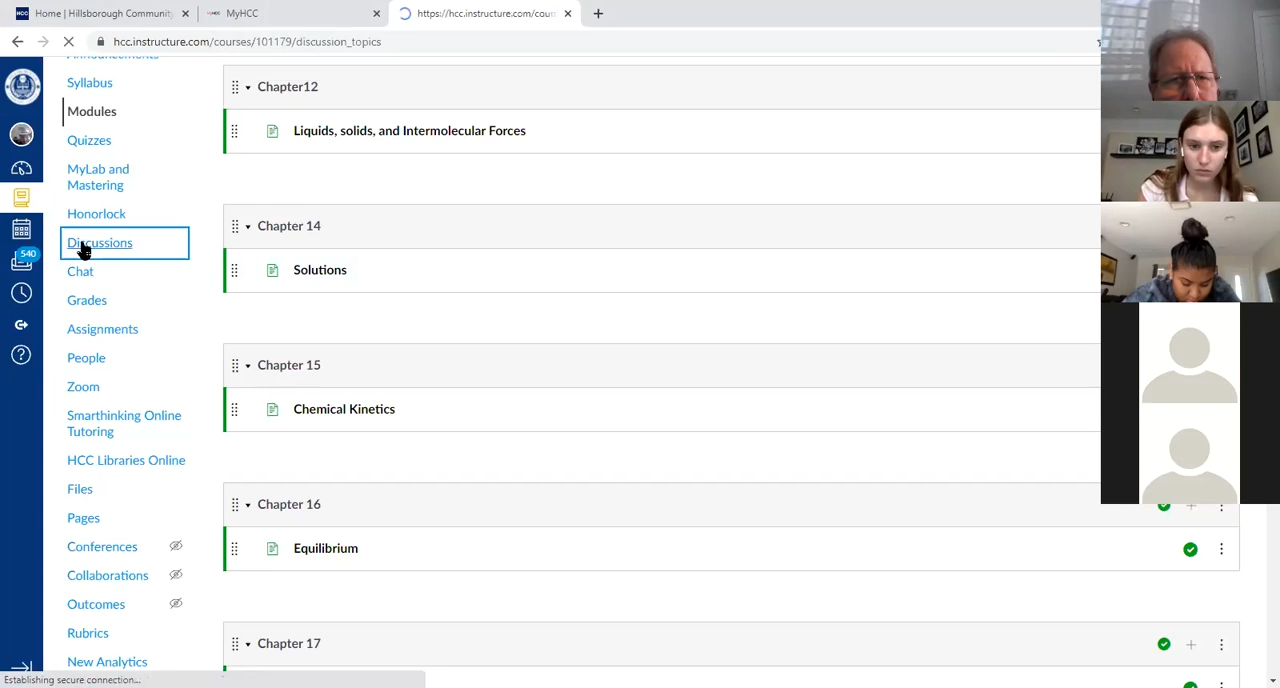 Home | Hillsborough Community
MyHCC
https://hcc.instructure.com/cour
hcc.instructure.com/courses/101179/discussion_topics
Announcements
Syllabus
Modules
Quizzes
MyLab and
Mastering
Honorlock
Discussions
540
Chat
Grades
Assignments
People
Zoom
Smarthinking Online
Tutoring
HCC Libraries Online
Files
Pages
Conferences
Collaborations
Outcomes
Rubrics
New Analytics
Chapter12
Liquids, solids, and Intermolecular Forces
Chapter 14
Solutions
Chapter 15
Chemical Kinetics
Chapter 16
Equilibrium
Chapter 17
Establishing secure connection...